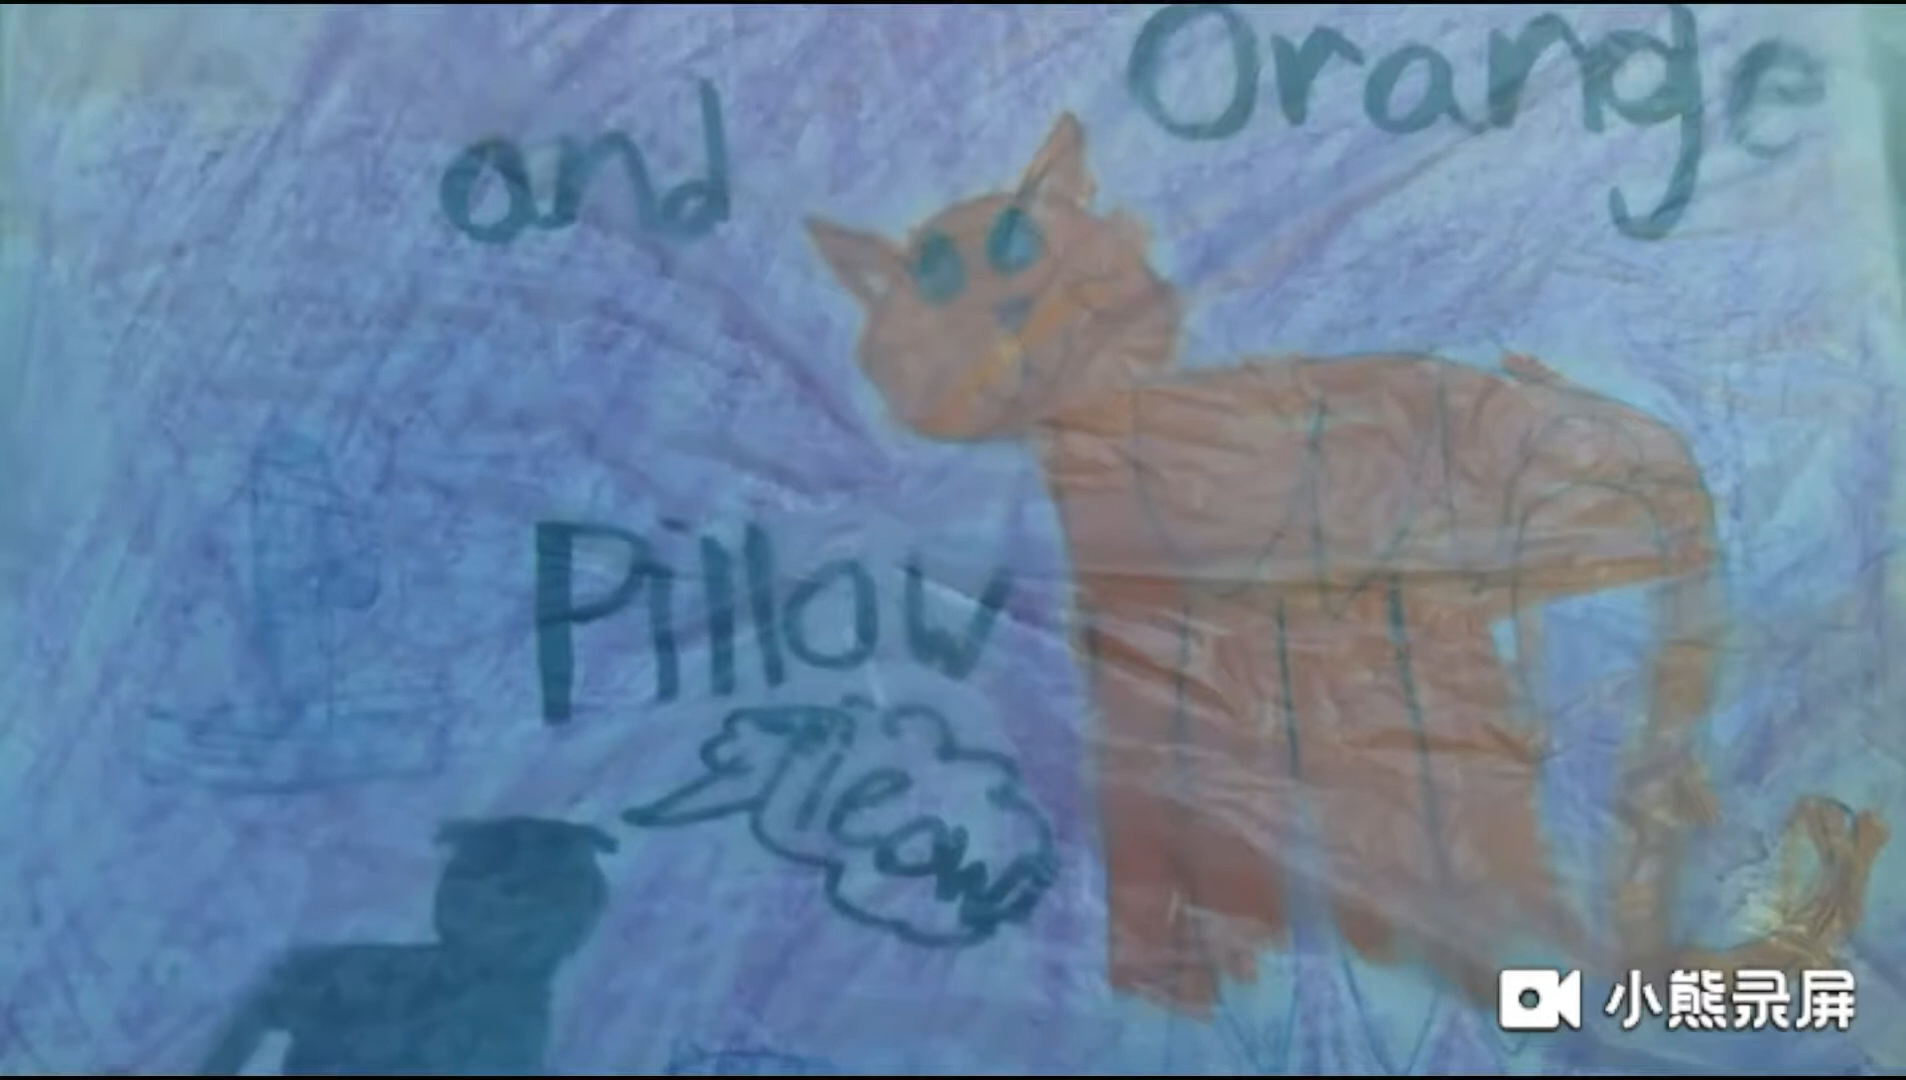 Orange
and
Pillow
Meow
小熊录屏